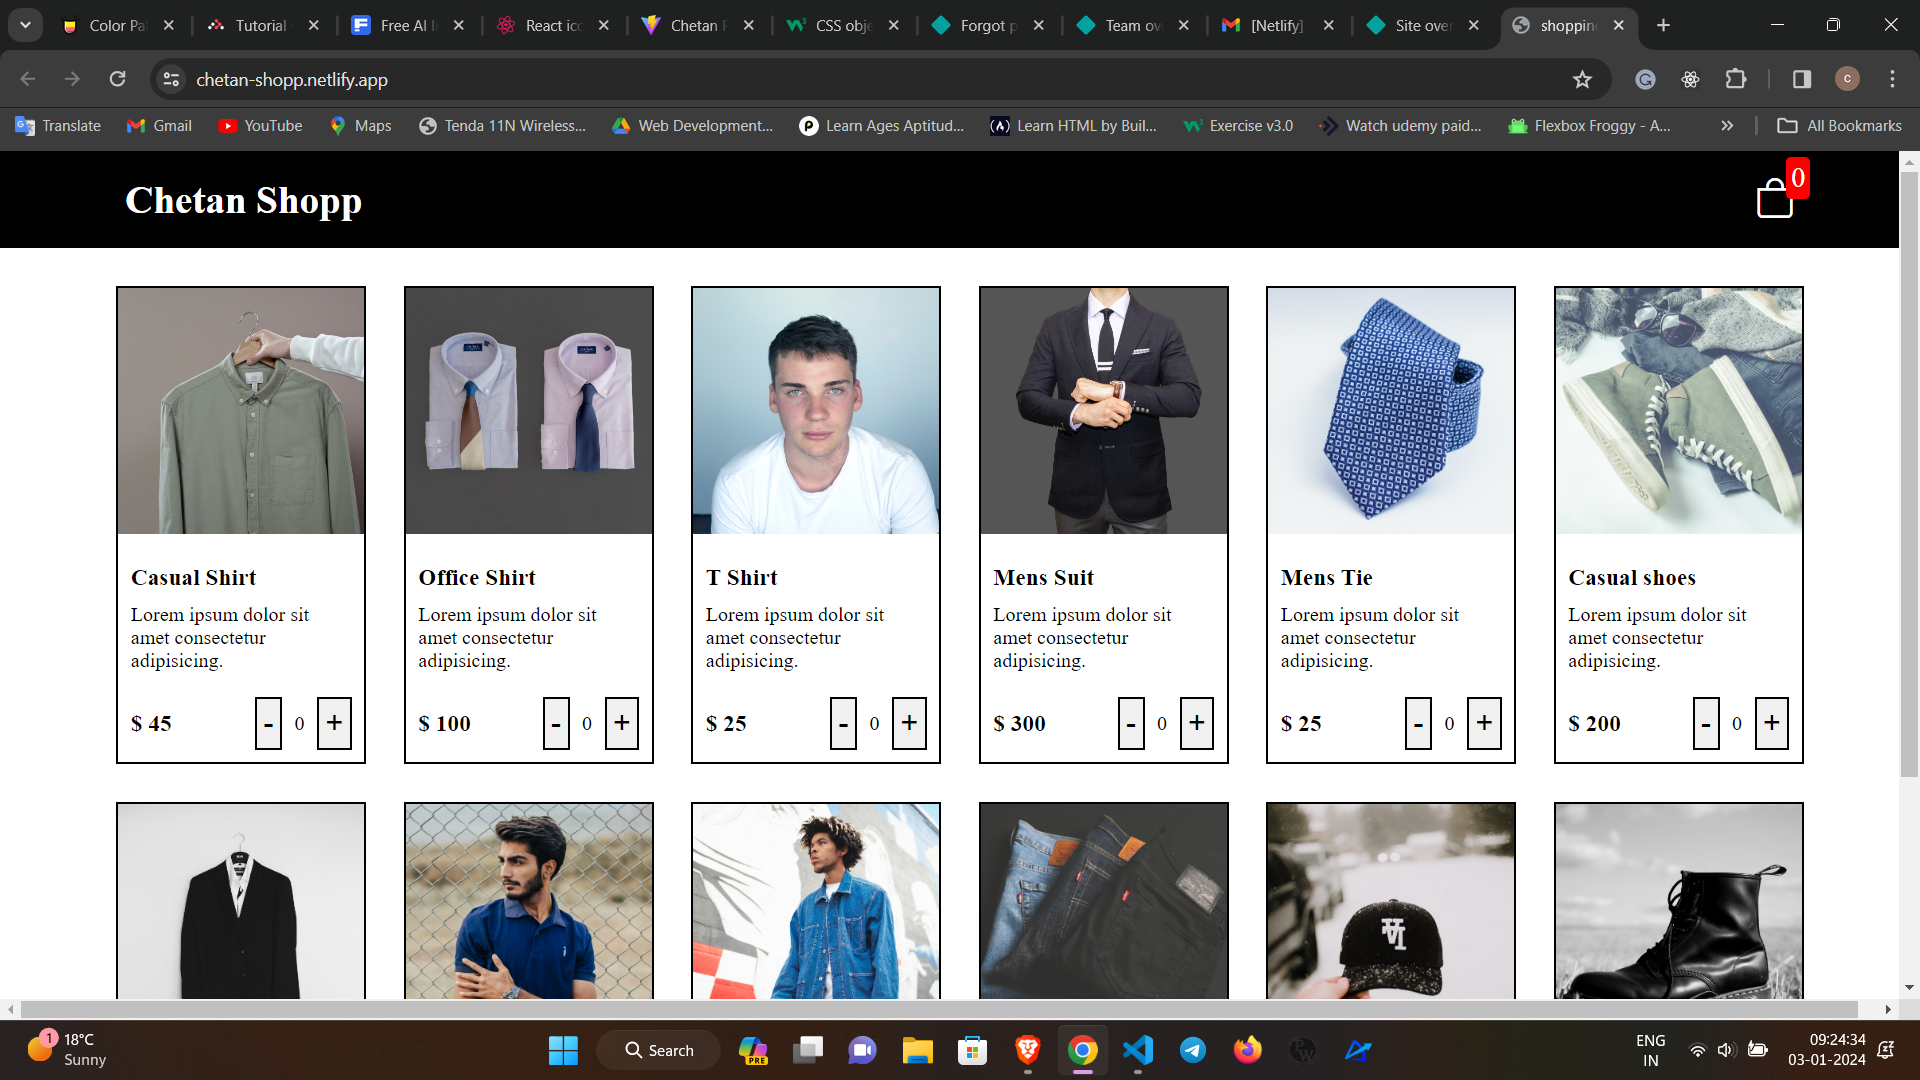 Color Pa
Tutorial
Free AI I
React ic
Chetan F
CSS obje
Forgot p
Team ov
[Netlify]
Site over
shopping
chetan-shopp.netlify.app
C
Translate
Gmail
YouTube
Maps
Tenda 11N Wireless...
Web Development...
Learn Ages Aptitud...
Learn HTML by Buil...
Exercise v3.0
Watch udemy paid...
Flexbox Froggy - A...
All Bookmarks
Chetan Shopp
0
Casual Shirt
Lorem ipsum dolor sit
amet consectetur
adipisicing.
$ 45
- 0 +
Office Shirt
Lorem ipsum dolor sit
amet consectetur
adipisicing.
$ 100
- 0 +
T Shirt
Lorem ipsum dolor sit
amet consectetur
adipisicing.
$ 25
- 0 +
Mens Suit
Lorem ipsum dolor sit
amet consectetur
adipisicing.
$ 300
- 0 +
Mens Tie
Lorem ipsum dolor sit
amet consectetur
adipisicing.
$ 25
- 0 +
Casual shoes
Lorem ipsum dolor sit
amet consectetur
adipisicing.
$ 200
- 0 +
1
18°C
Sunny
Search
PRE
ENG
IN
09:24:34
03-01-2024